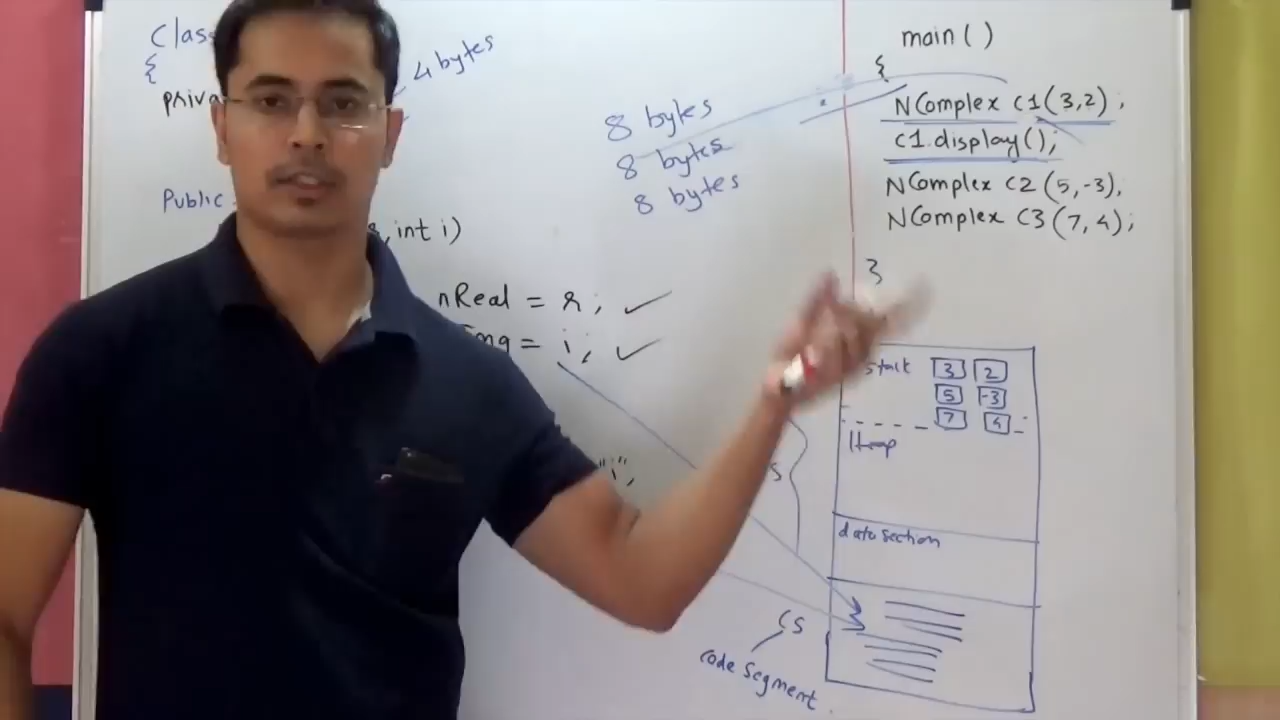 Clas
{
4 bytes
priva
Public
, int i)
nReal = r;
= i;
"i",
8 bytes
8 bytes
8 bytes
main()
{
NComplex C1(3,2);
C1.display();
NComplex C2(5,-3);
NComplex C3(7,4);
}
stack 3 2
5 -3
7 4
Heap
data section
CS
code segment